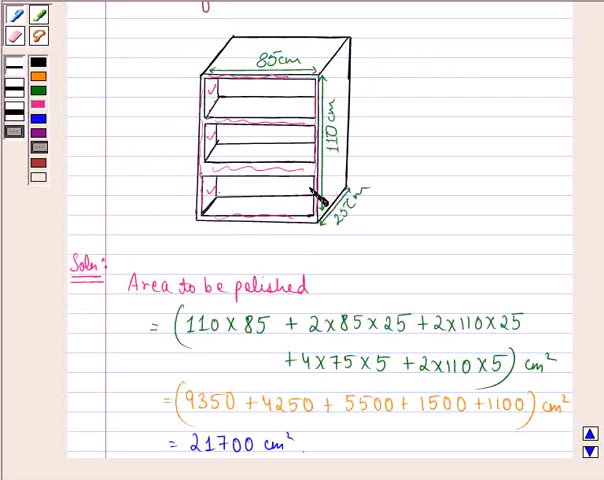 85cm
110 cm
25cm
Soln:
Area to be polished
= (110 × 85 + 2×85×25 + 2×110×25
+ 4×75×5 + 2×110×5) cm²
= (9350 + 4250 + 5500 + 1500 + 1100) cm²
= 21700 cm².